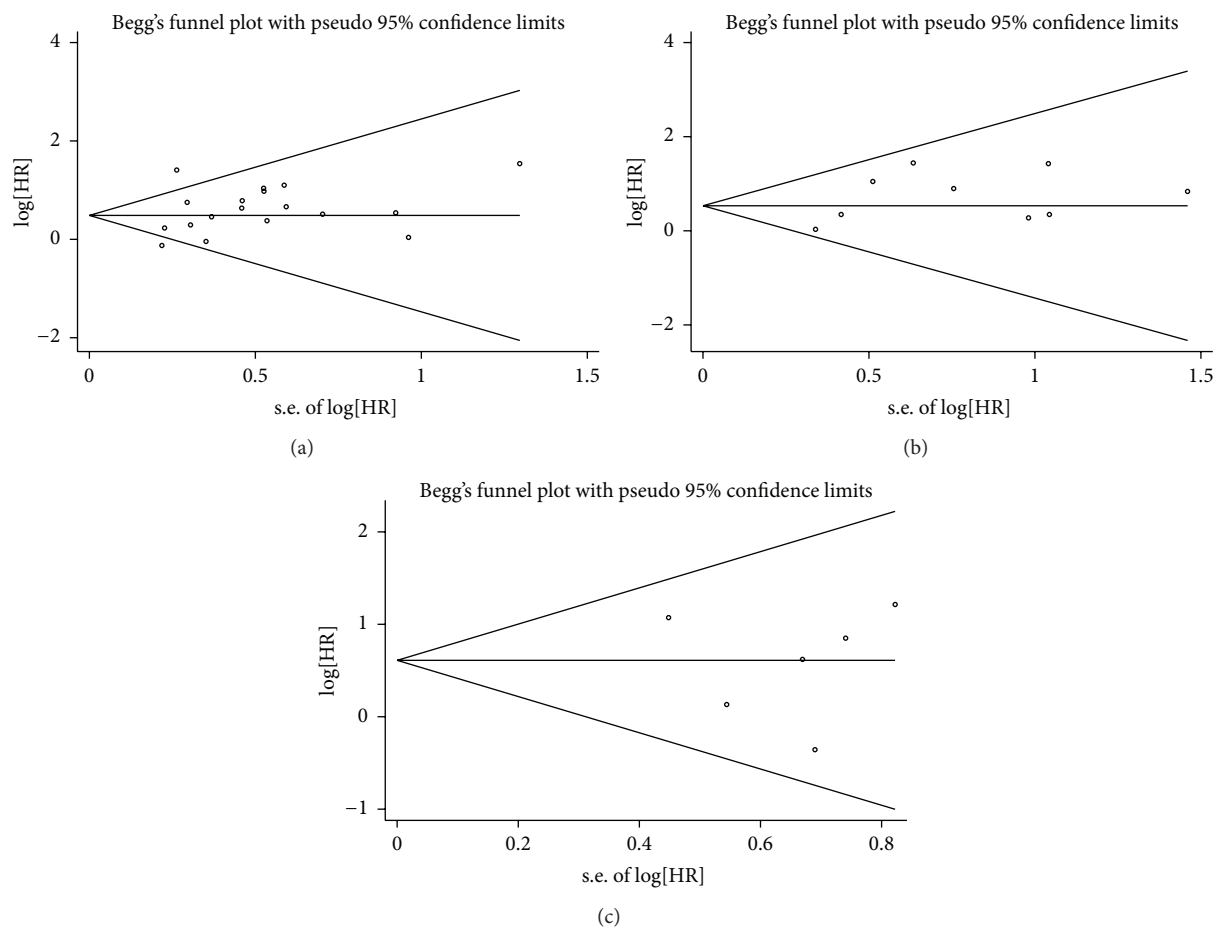 Begg's funnel plot with pseudo 95% confidence limits
4
2
0
−2
log[HR]
0 0.5 1 1.5
s.e. of log[HR]
(a)
Begg's funnel plot with pseudo 95% confidence limits
4
2
0
−2
log[HR]
0 0.5 1 1.5
s.e. of log[HR]
(b)
Begg's funnel plot with pseudo 95% confidence limits
2
1
0
−1
log[HR]
0 0.2 0.4 0.6 0.8
s.e. of log[HR]
(c)